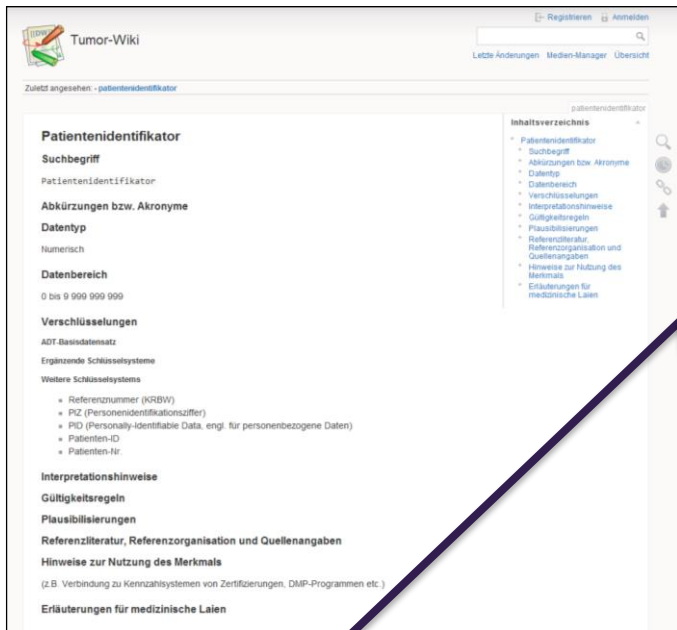 Registrieren Anmelden
Tumor-Wiki
Letzte Änderungen Medien-Manager Übersicht
Zuletzt angesehen: • patientenidentifikator
patientenidentifikator
Inhaltsverzeichnis
Patientenidentifikator
Suchbegriff
Abkürzungen bzw. Akronyme
Datentyp
Datenbereich
Verschlüsselungen
Interpretationshinweise
Gültigkeitsregeln
Plausibilisierungen
Referenzliteratur,
Referenzorganisation und
Quellenangaben
Hinweise zur Nutzung des
Merkmals
Erläuterungen für
medizinische Laien
Patientenidentifikator
Suchbegriff
Patientenidentifikator
Abkürzungen bzw. Akronyme
Datentyp
Numerisch
Datenbereich
0 bis 9 999 999 999
Verschlüsselungen
ADT-Basisdatensatz
Ergänzende Schlüsselsysteme
Weitere Schlüsselsystems
Referenznummer (KRBW)
PIZ (Personenidentifikationsziffer)
PID (Personally-Identifiable Data, engl. für personenbezogene Daten)
Patienten-ID
Patienten-Nr.
Interpretationshinweise
Gültigkeitsregeln
Plausibilisierungen
Referenzliteratur, Referenzorganisation und Quellenangaben
Hinweise zur Nutzung des Merkmals
(z.B. Verbindung zu Kennzahlsystemen von Zertifizierungen, DMP-Programmen etc.)
Erläuterungen für medizinische Laien